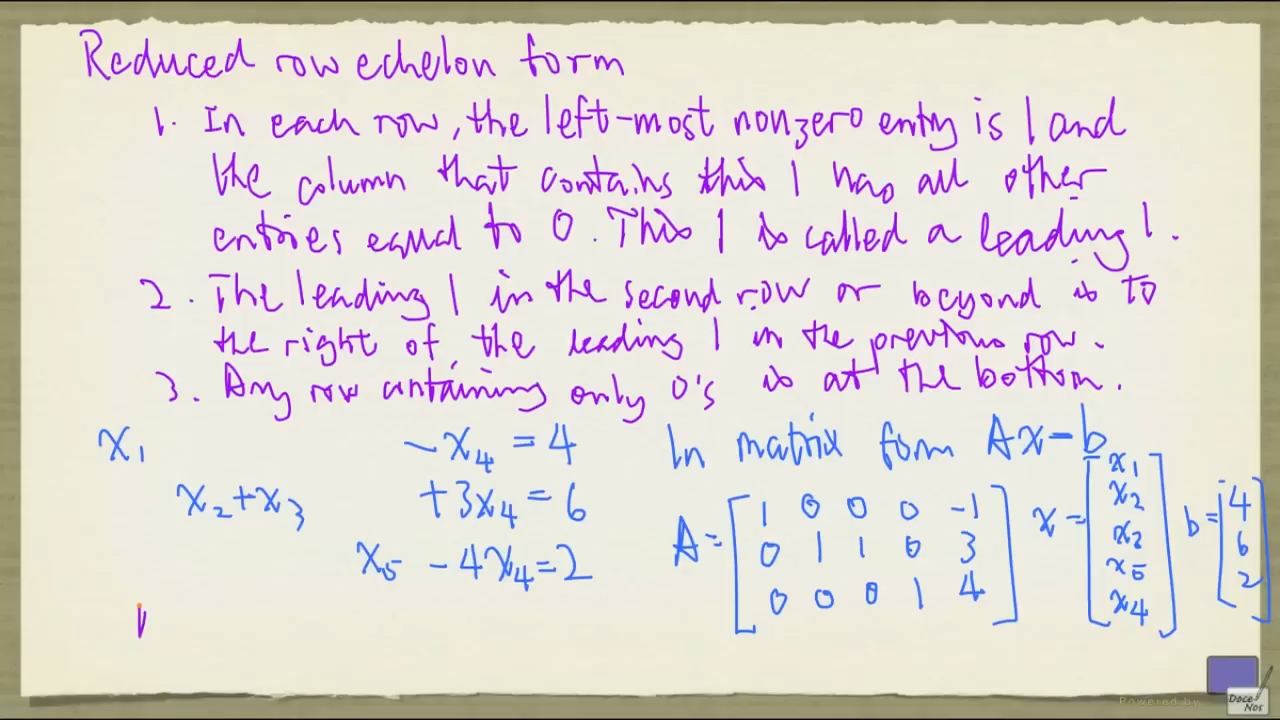 Reduced row echelon form
1. In each row, the left-most nonzero entry is 1 and
the column that contains this 1 has all other
entries equal to 0. This 1 is called a leading 1.
2. The leading 1 in the second row or beyond is to
the right of the leading 1 in the previous row.
3. Any row containing only 0's is at the bottom.
x₁ -x₄ = 4
x₂+x₃ +3x₄ = 6
x₅ -4x₄=2
In matrix form Ax=b
A= [1 0 0 0 -1
0 1 1 0 3
0 0 0 1 4]
x= [x₁
x₂
x₂
x₅
x₄]
b= [4
6
2]
Powered by
Doce
Nos